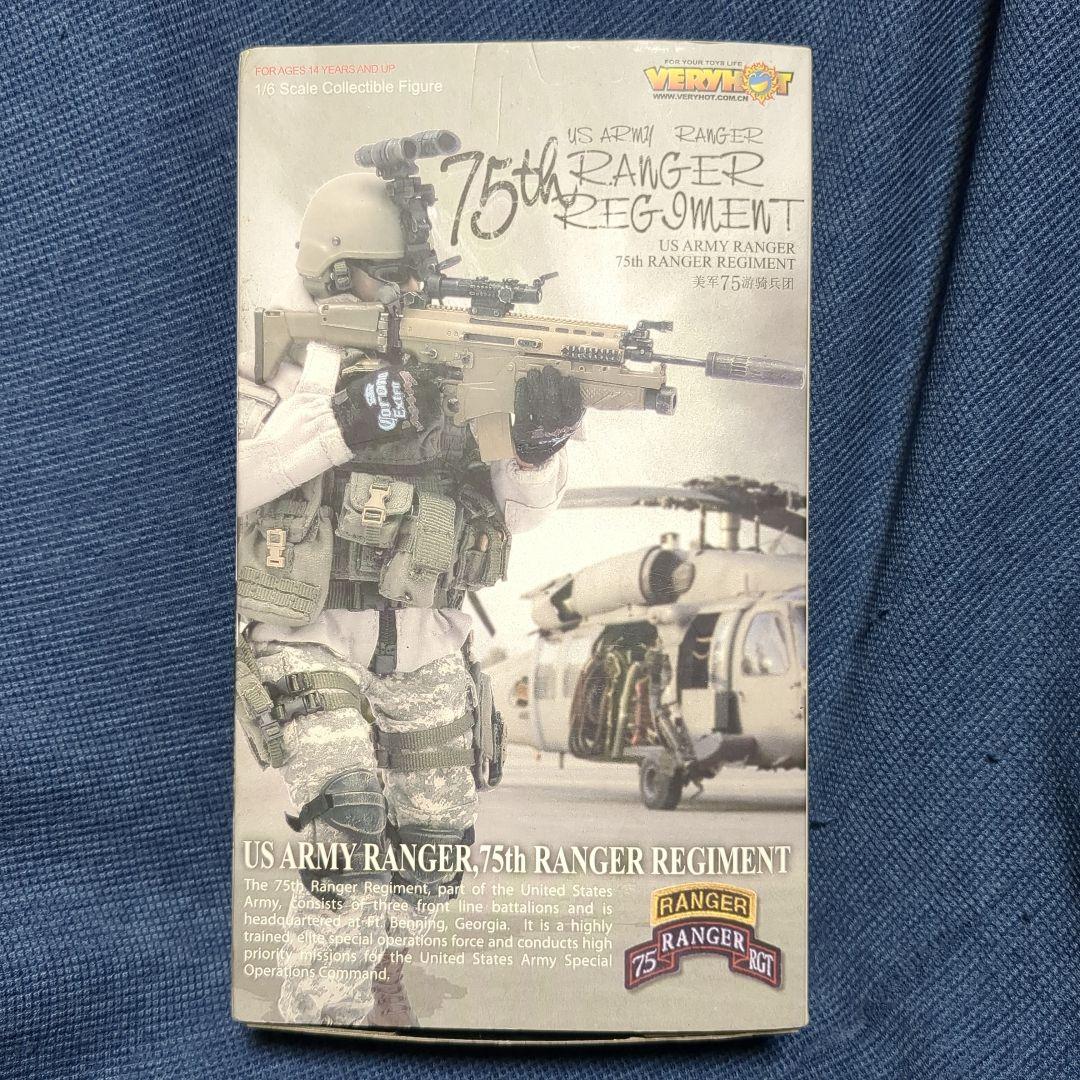 FOR AGES 14 YEARS AND UP
1/6 Scale Collectible Figure
FOR YOUR TOYS LIFE
VERYHOT
WWW.VERYHOT.COM.CN
US ARMY RANGER
75th RANGER
REGIMENT
US ARMY RANGER
75th RANGER REGIMENT
美军75游骑兵团
Corona
Extra
US ARMY RANGER,75th RANGER REGIMENT
The 75th Ranger Regiment, part of the United States
Army, consists of three front line battalions and is
headquartered at Ft. Benning, Georgia. It is a highly
trained, elite special operations force and conducts high
priority missions for the United States Army Special
Operations Command.
RANGER
75 RANGER RGT